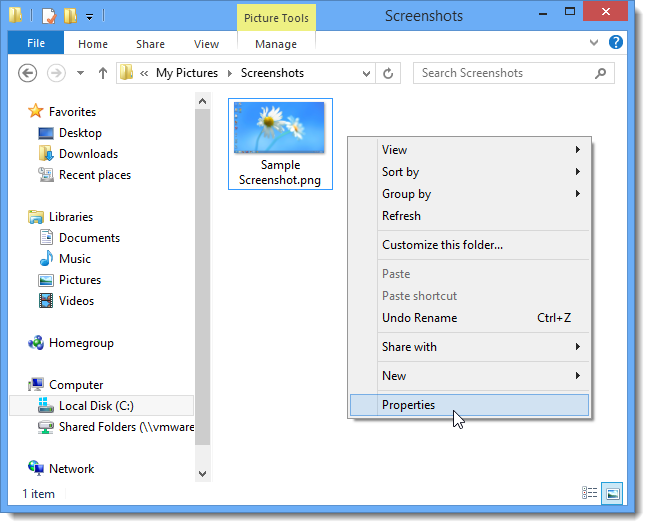 Picture Tools
Screenshots
File
Home
Share
View
Manage
« My Pictures
Screenshots
Search Screenshots
Favorites
Desktop
Downloads
Recent places
Libraries
Documents
Music
Pictures
Videos
Homegroup
Computer
Local Disk (C:)
Shared Folders (\\vmware
Network
Sample
Screenshot.png
View
Sort by
Group by
Refresh
Customize this folder...
Paste
Paste shortcut
Undo Rename Ctrl+Z
Share with
New
Properties
1 item